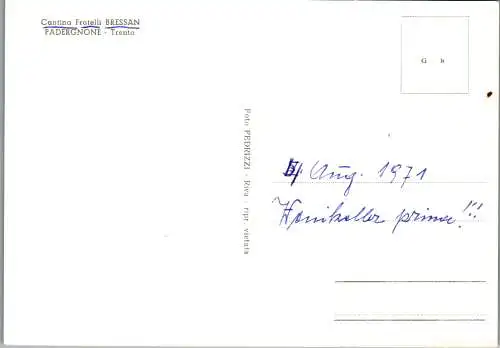 Cantina Fratelli BRESSAN
PADERGNONE - Trento
G b
Foto PEDRIZZI - Riva - ripr. vietata
Aug. 1971
prima!!!